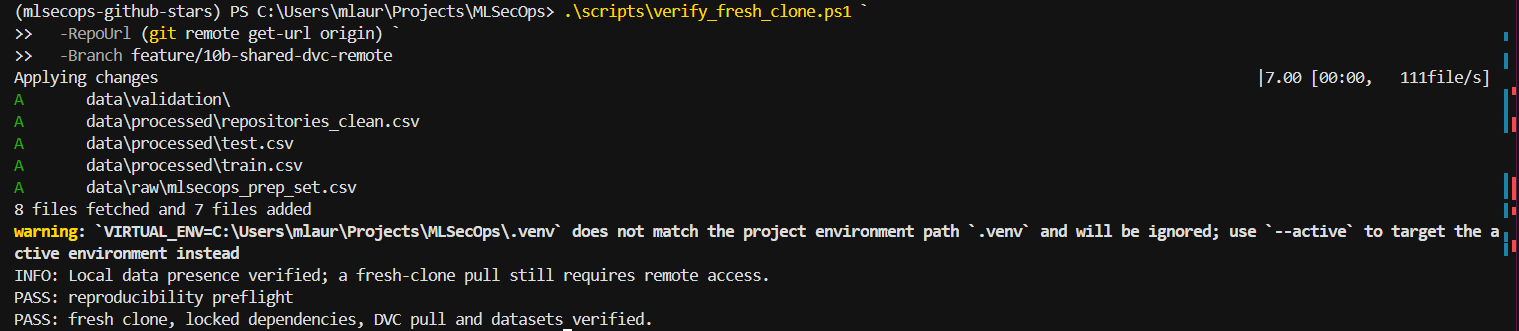 (mlsecops-github-stars) PS C:\Users\mlaur\Projects\MLSecOps> .\scripts\verify_fresh_clone.ps1 `
>>   -RepoUrl (git remote get-url origin) `
>>   -Branch feature/10b-shared-dvc-remote
Applying changes |7.00 [00:00, 111file/s]
A       data\validation\
A       data\processed\repositories_clean.csv
A       data\processed\test.csv
A       data\processed\train.csv
A       data\raw\mlsecops_prep_set.csv
8 files fetched and 7 files added
warning: `VIRTUAL_ENV=C:\Users\mlaur\Projects\MLSecOps\.venv` does not match the project environment path `.venv` and will be ignored; use `--active` to target the a
ctive environment instead
INFO: Local data presence verified; a fresh-clone pull still requires remote access.
PASS: reproducibility preflight
PASS: fresh clone, locked dependencies, DVC pull and datasets verified.